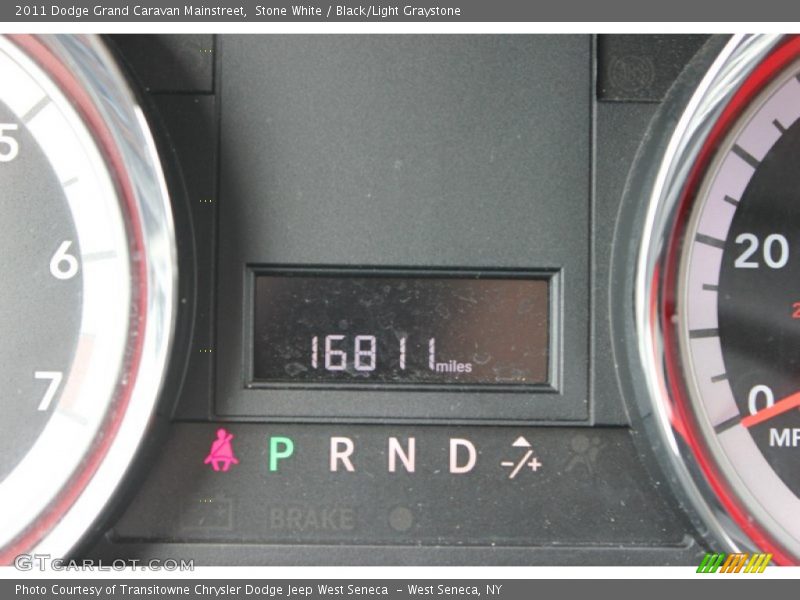 2011 Dodge Grand Caravan Mainstreet,  Stone White / Black/Light Graystone
5
6
7
20
0
MP
16811 miles
P R N D -/+
BRAKE
GTCARLOT.COM
Photo Courtesy of Transitowne Chrysler Dodge Jeep West Seneca  - West Seneca, NY